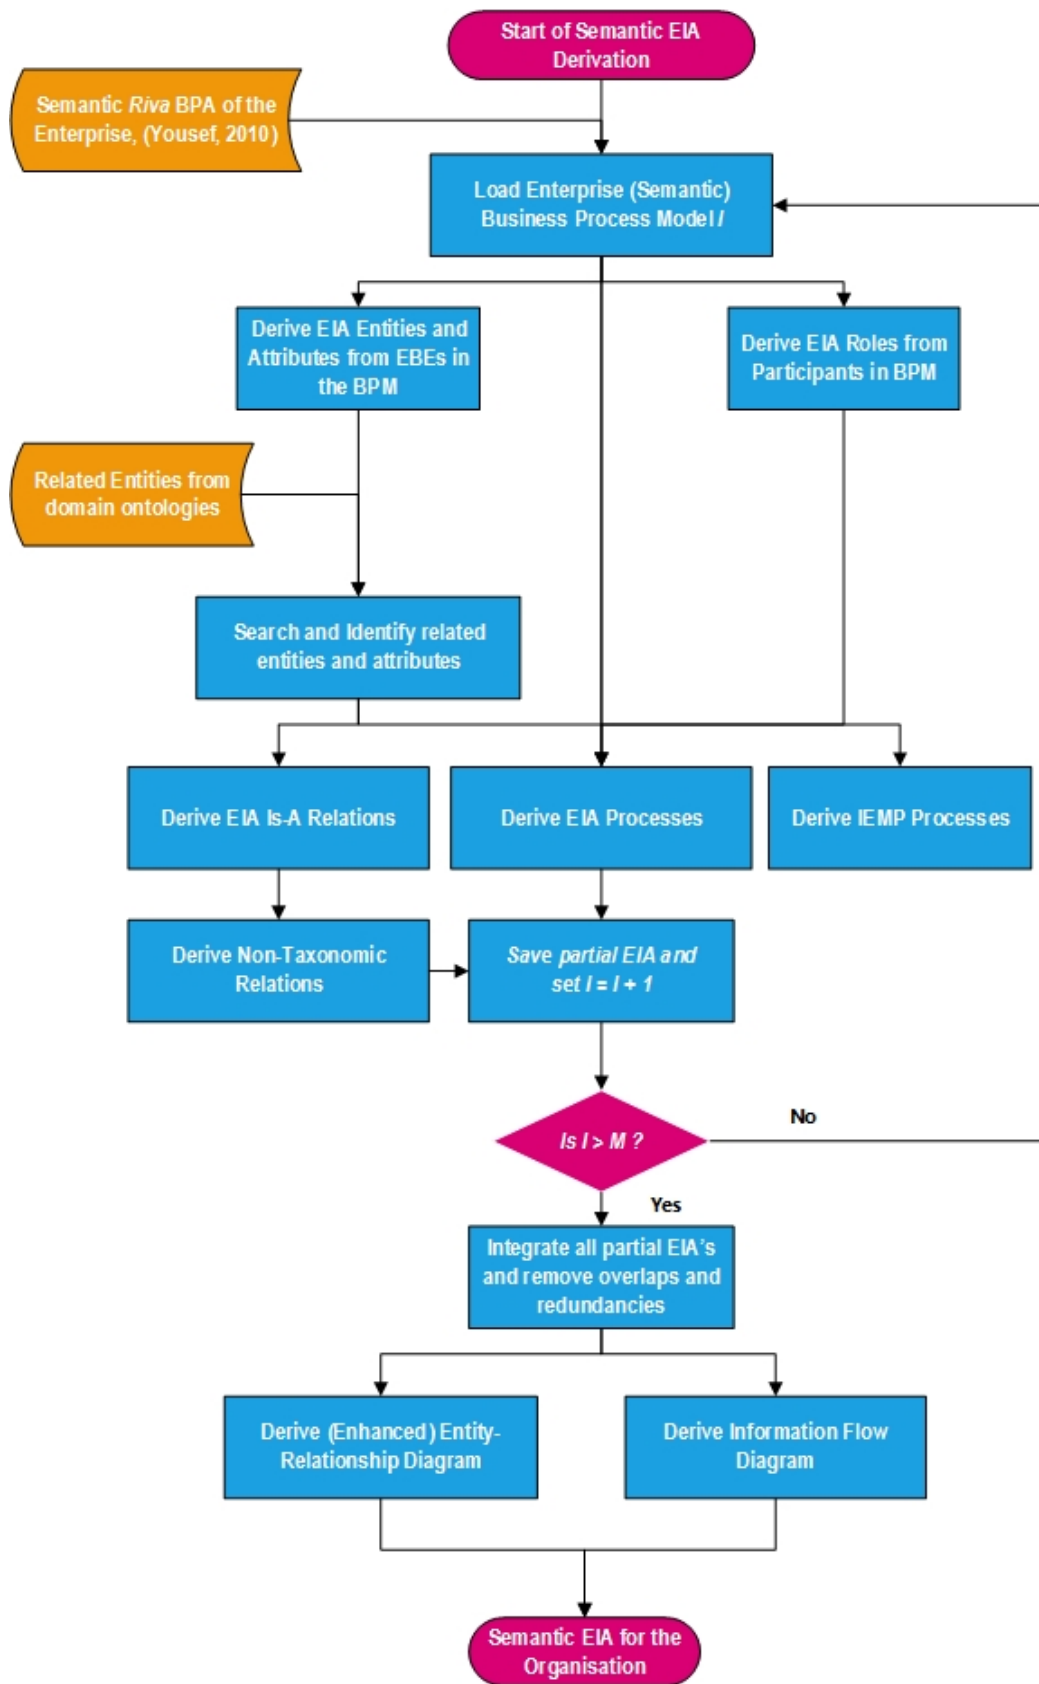 Start of Semantic EIA
Derivation
Semantic Riva BPA of the
Enterprise, (Yousef, 2010)
Load Enterprise (Semantic)
Business Process Model I
Derive EIA Entities and
Attributes from EBEs in
the BPM
Derive EIA Roles from
Participants in BPM
Related Entities from
domain ontologies
Search and Identify related
entities and attributes
Derive EIA Is-A Relations
Derive EIA Processes
Derive IEMP Processes
Derive Non-Taxonomic
Relations
Save partial EIA and
set I = I + 1
Is I > M ?
No
Yes
Integrate all partial EIA's
and remove overlaps and
redundancies
Derive (Enhanced) Entity-
Relationship Diagram
Derive Information Flow
Diagram
Semantic EIA for the
Organisation